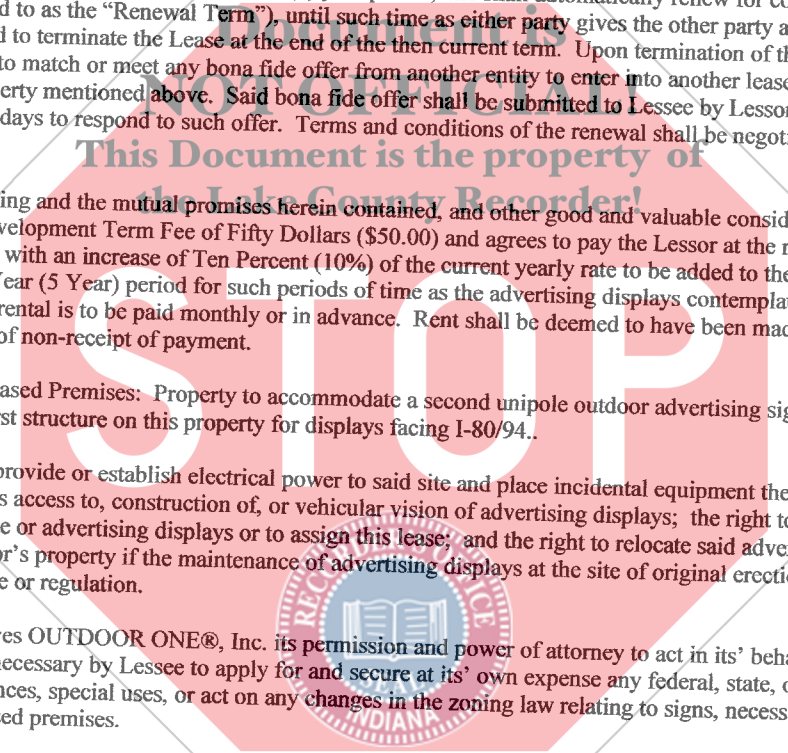 d to as the “Renewal Term”), until such time as either party gives the other party a
d to terminate the Lease at the end of the then current term. Upon termination of th
to match or meet any bona fide offer from another entity to enter into another lease
erty mentioned above. Said bona fide offer shall be submitted to Lessee by Lessor
days to respond to such offer. Terms and conditions of the renewal shall be negoti
Document is
NOT OFFICIAL!
This Document is the property of
the Lake County Recorder!
ing and the mutual promises herein contained, and other good and valuable consid
velopment Term Fee of Fifty Dollars ($50.00) and agrees to pay the Lessor at the r
with an increase of Ten Percent (10%) of the current yearly rate to be added to the
Year (5 Year) period for such periods of time as the advertising displays contemplat
rental is to be paid monthly or in advance. Rent shall be deemed to have been mad
of non-receipt of payment.
STOP
ased Premises: Property to accommodate a second unipole outdoor advertising sig
rst structure on this property for displays facing I-80/94..
provide or establish electrical power to said site and place incidental equipment the
s access to, construction of, or vehicular vision of advertising displays; the right to
e or advertising displays or to assign this lease; and the right to relocate said adver
or’s property if the maintenance of advertising displays at the site of original erectio
e or regulation.
RECORDER'S OFFICE
SEAL
INDIANA
ves OUTDOOR ONE®, Inc. its permission and power of attorney to act in its’ beha
necessary by Lessee to apply for and secure at its’ own expense any federal, state, o
nces, special uses, or act on any changes in the zoning law relating to signs, necess
sed premises.